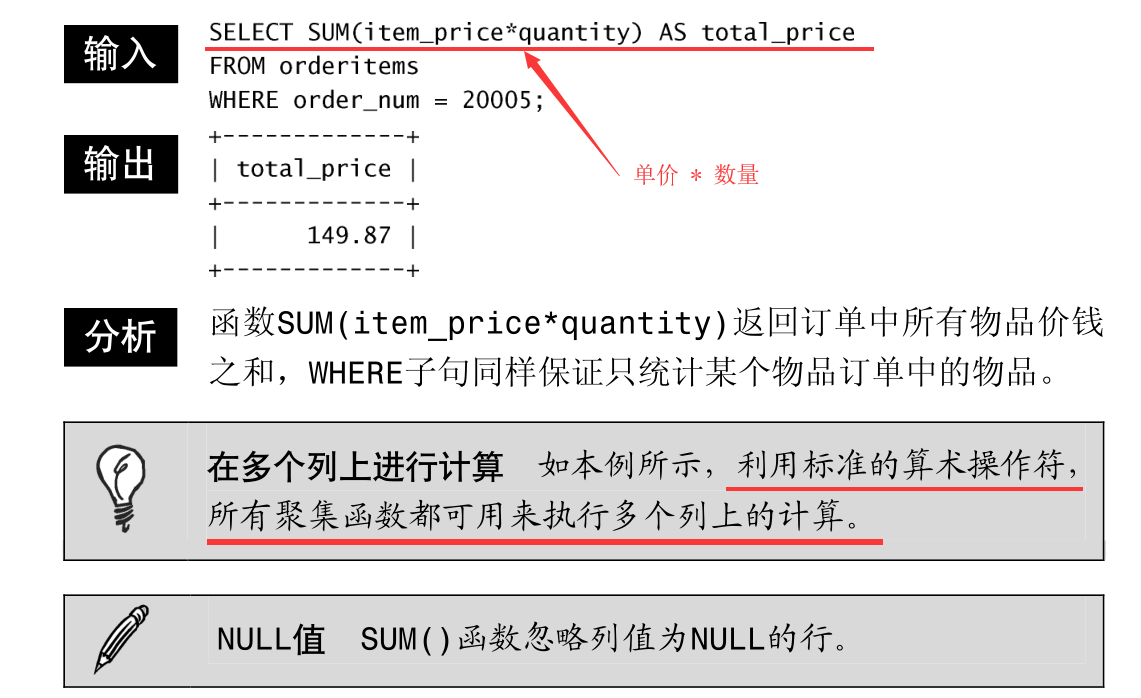 输入
SELECT SUM(item_price*quantity) AS total_price
FROM orderitems
WHERE order_num = 20005;
输出
+-------------+
| total_price |
+-------------+
|      149.87 |
+-------------+
单价 * 数量
分析
函数SUM(item_price*quantity)返回订单中所有物品价钱
之和，WHERE子句同样保证只统计某个物品订单中的物品。
在多个列上进行计算 如本例所示，利用标准的算术操作符，
所有聚集函数都可用来执行多个列上的计算。
NULL值 SUM()函数忽略列值为NULL的行。